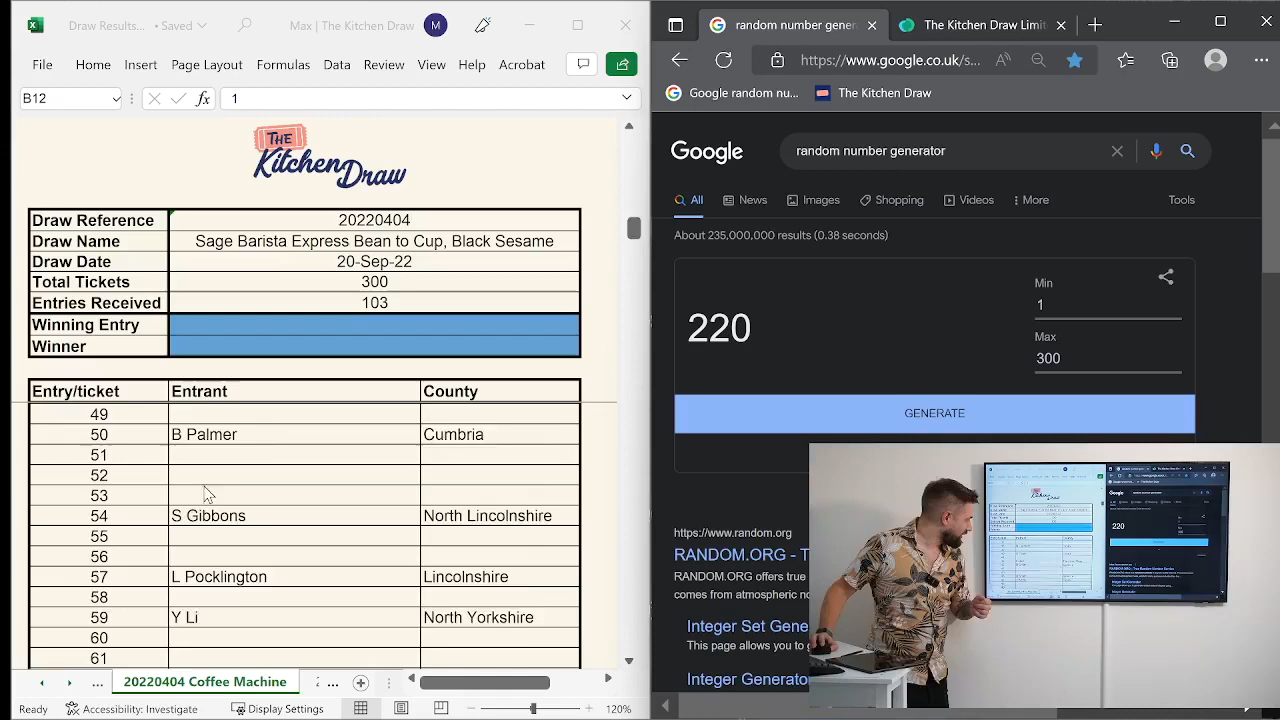 Draw Results... • Saved
Max | The Kitchen Draw
M
File Home Insert Page Layout Formulas Data Review View Help Acrobat
B12
fx
1
THE
Kitchen Draw
Draw Reference 20220404
Draw Name Sage Barista Express Bean to Cup, Black Sesame
Draw Date 20-Sep-22
Total Tickets 300
Entries Received 103
Winning Entry
Winner
Entry/ticket Entrant County
49
50 B Palmer Cumbria
51
52
53
54 S Gibbons North Lincolnshire
55
56
57 L Pocklington Lincolnshire
58
59 Y Li North Yorkshire
60
61
... 20220404 Coffee Machine ...
Ready Accessibility: Investigate Display Settings 120%
random number genera
The Kitchen Draw Limit
https://www.google.co.uk/s...
Google random nu...
The Kitchen Draw
Google
random number generator
All News Images Shopping Videos More Tools
About 235,000,000 results (0.38 seconds)
220
Min
1
Max
300
GENERATE
https://www.random.org
RANDOM.ORG - T
RANDOM.ORG offers true
comes from atmospheric no
Integer Set Gene
This page allows you to g
Integer Generato